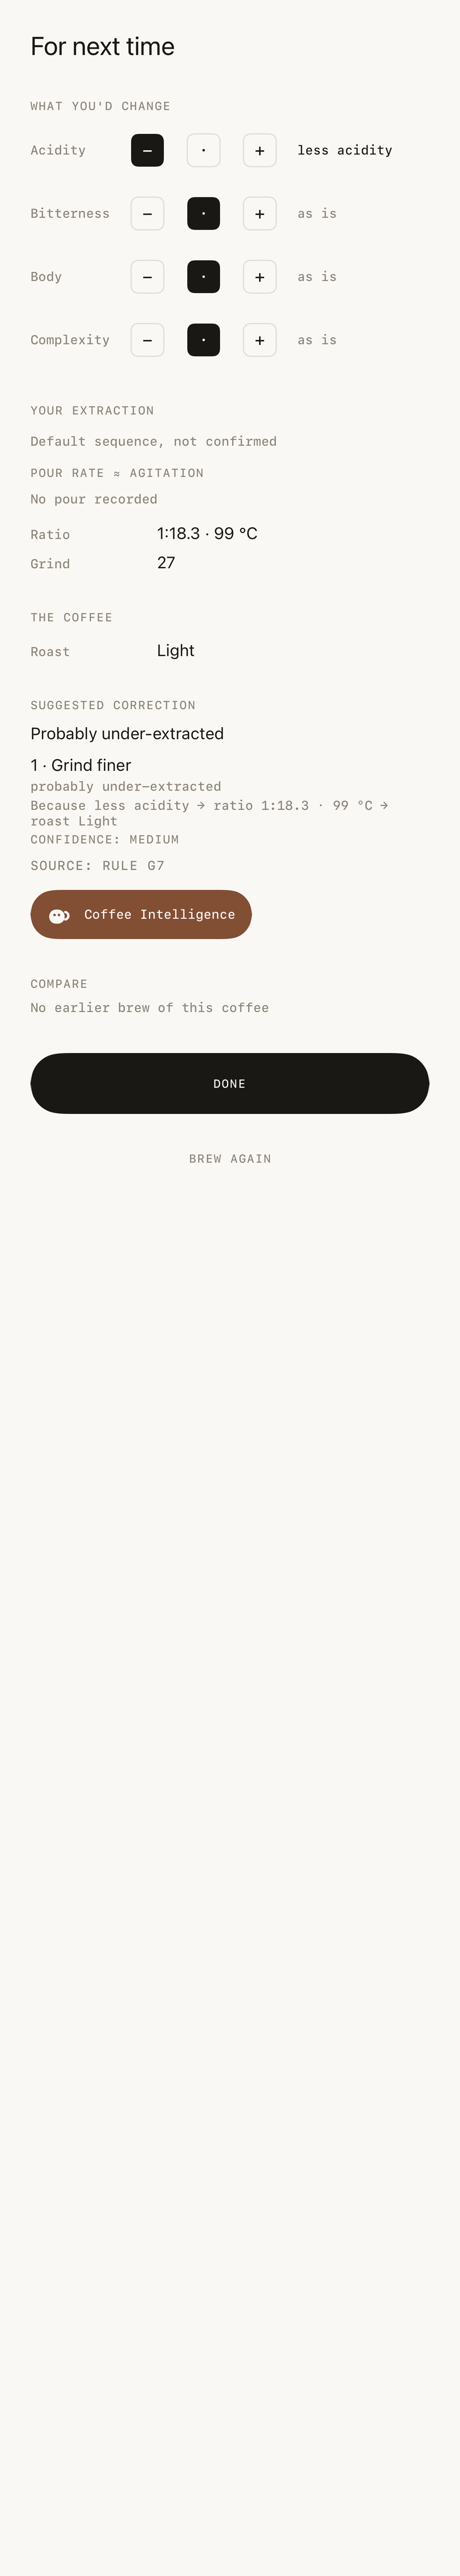 For next time
WHAT YOU'D CHANGE
Acidity − · + less acidity
Bitterness − · + as is
Body − · + as is
Complexity − · + as is
YOUR EXTRACTION
Default sequence, not confirmed
POUR RATE ≈ AGITATION
No pour recorded
Ratio 1:18.3 · 99 °C
Grind 27
THE COFFEE
Roast Light
SUGGESTED CORRECTION
Probably under-extracted
1 · Grind finer
probably under–extracted
Because less acidity → ratio 1:18.3 · 99 °C →
roast Light
CONFIDENCE: MEDIUM
SOURCE: RULE G7
Coffee Intelligence
COMPARE
No earlier brew of this coffee
DONE
BREW AGAIN